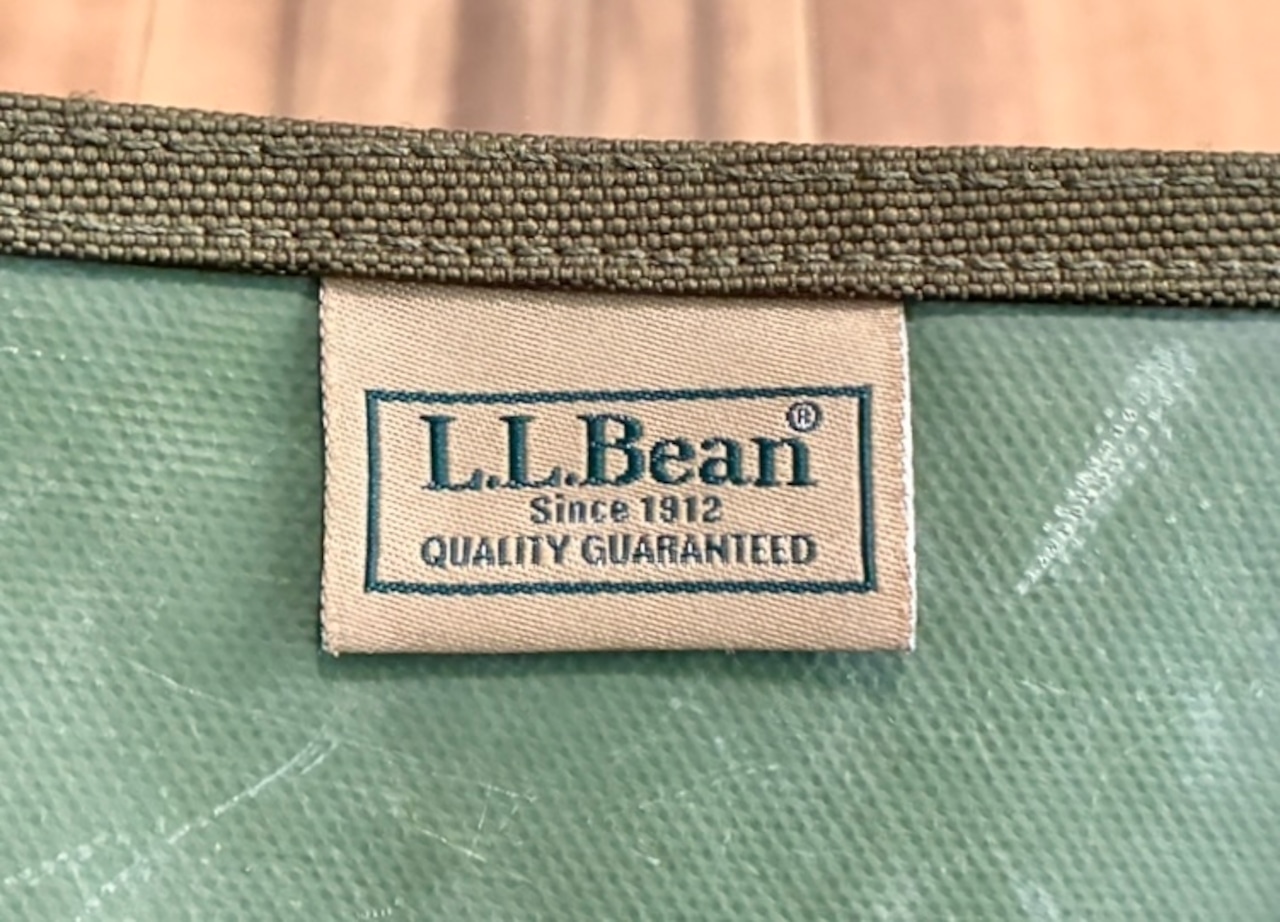 L.L.Bean®
Since 1912
QUALITY GUARANTEED